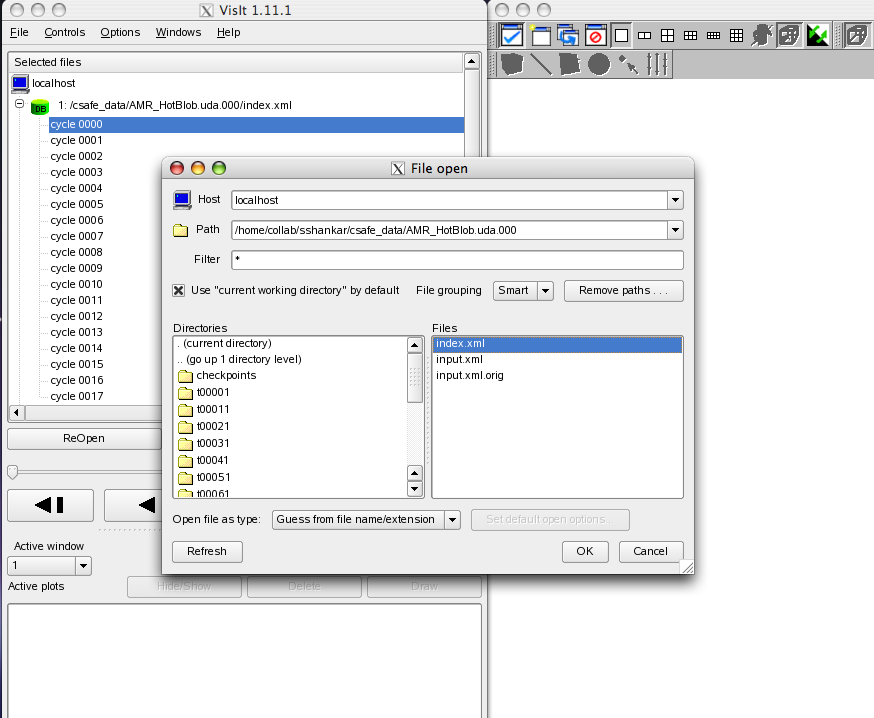 VisIt 1.11.1
File Controls Options Windows Help
Selected files
localhost
DB 1: /csafe_data/AMR_HotBlob.uda.000/index.xml
cycle 0000
cycle 0001
cycle 0002
cycle 0003
cycle 0004
cycle 0005
cycle 0006
cycle 0007
cycle 0008
cycle 0009
cycle 0010
cycle 0011
cycle 0012
cycle 0013
cycle 0014
cycle 0015
cycle 0016
cycle 0017
ReOpen
Active window
1
Active plots
Hide/Show Delete Draw
File open
Host localhost
Path /home/collab/sshankar/csafe_data/AMR_HotBlob.uda.000
Filter *
Use "current working directory" by default File grouping Smart Remove paths . . .
Directories
. (current directory)
.. (go up 1 directory level)
checkpoints
t00001
t00011
t00021
t00031
t00041
t00051
t00061
Files
index.xml
input.xml
input.xml.orig
Open file as type: Guess from file name/extension Set default open options...
Refresh OK Cancel